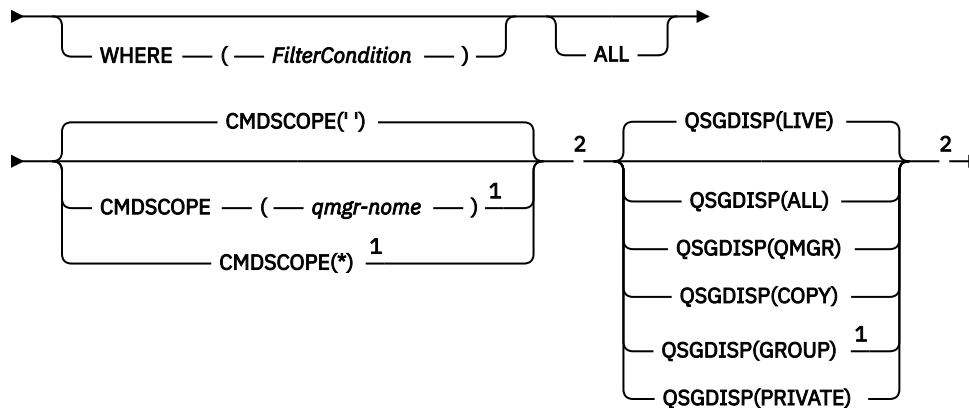 WHERE ( FilterCondition ) ALL
CMDSCOPE(' ') 2 QSGDISP(LIVE) 2
CMDSCOPE ( qmgr-nome ) 1 QSGDISP(ALL)
CMDSCOPE(*) 1 QSGDISP(QMGR)
QSGDISP(COPY)
QSGDISP(GROUP) 1
QSGDISP(PRIVATE)